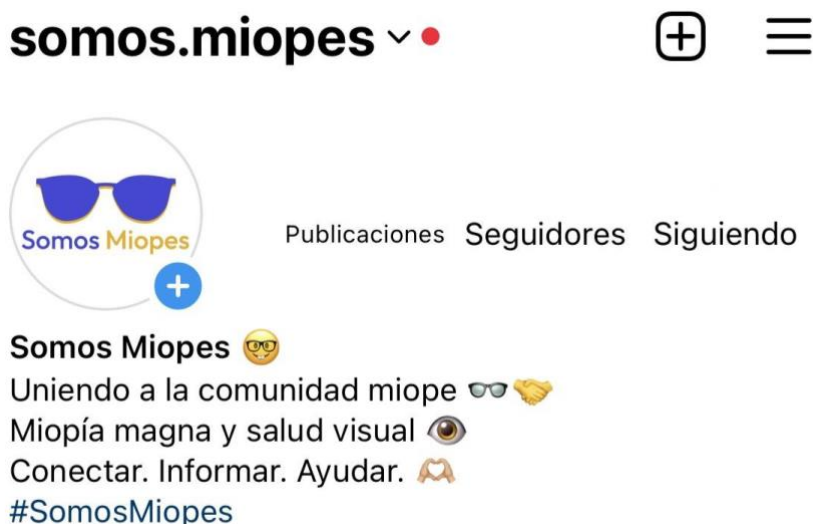 somos.miopes
Somos Miopes
Publicaciones Seguidores Siguiendo
Somos Miopes 🤓
Uniendo a la comunidad miope 👓🤝
Miopía magna y salud visual 👁️
Conectar. Informar. Ayudar. 🫶🏼
#SomosMiopes